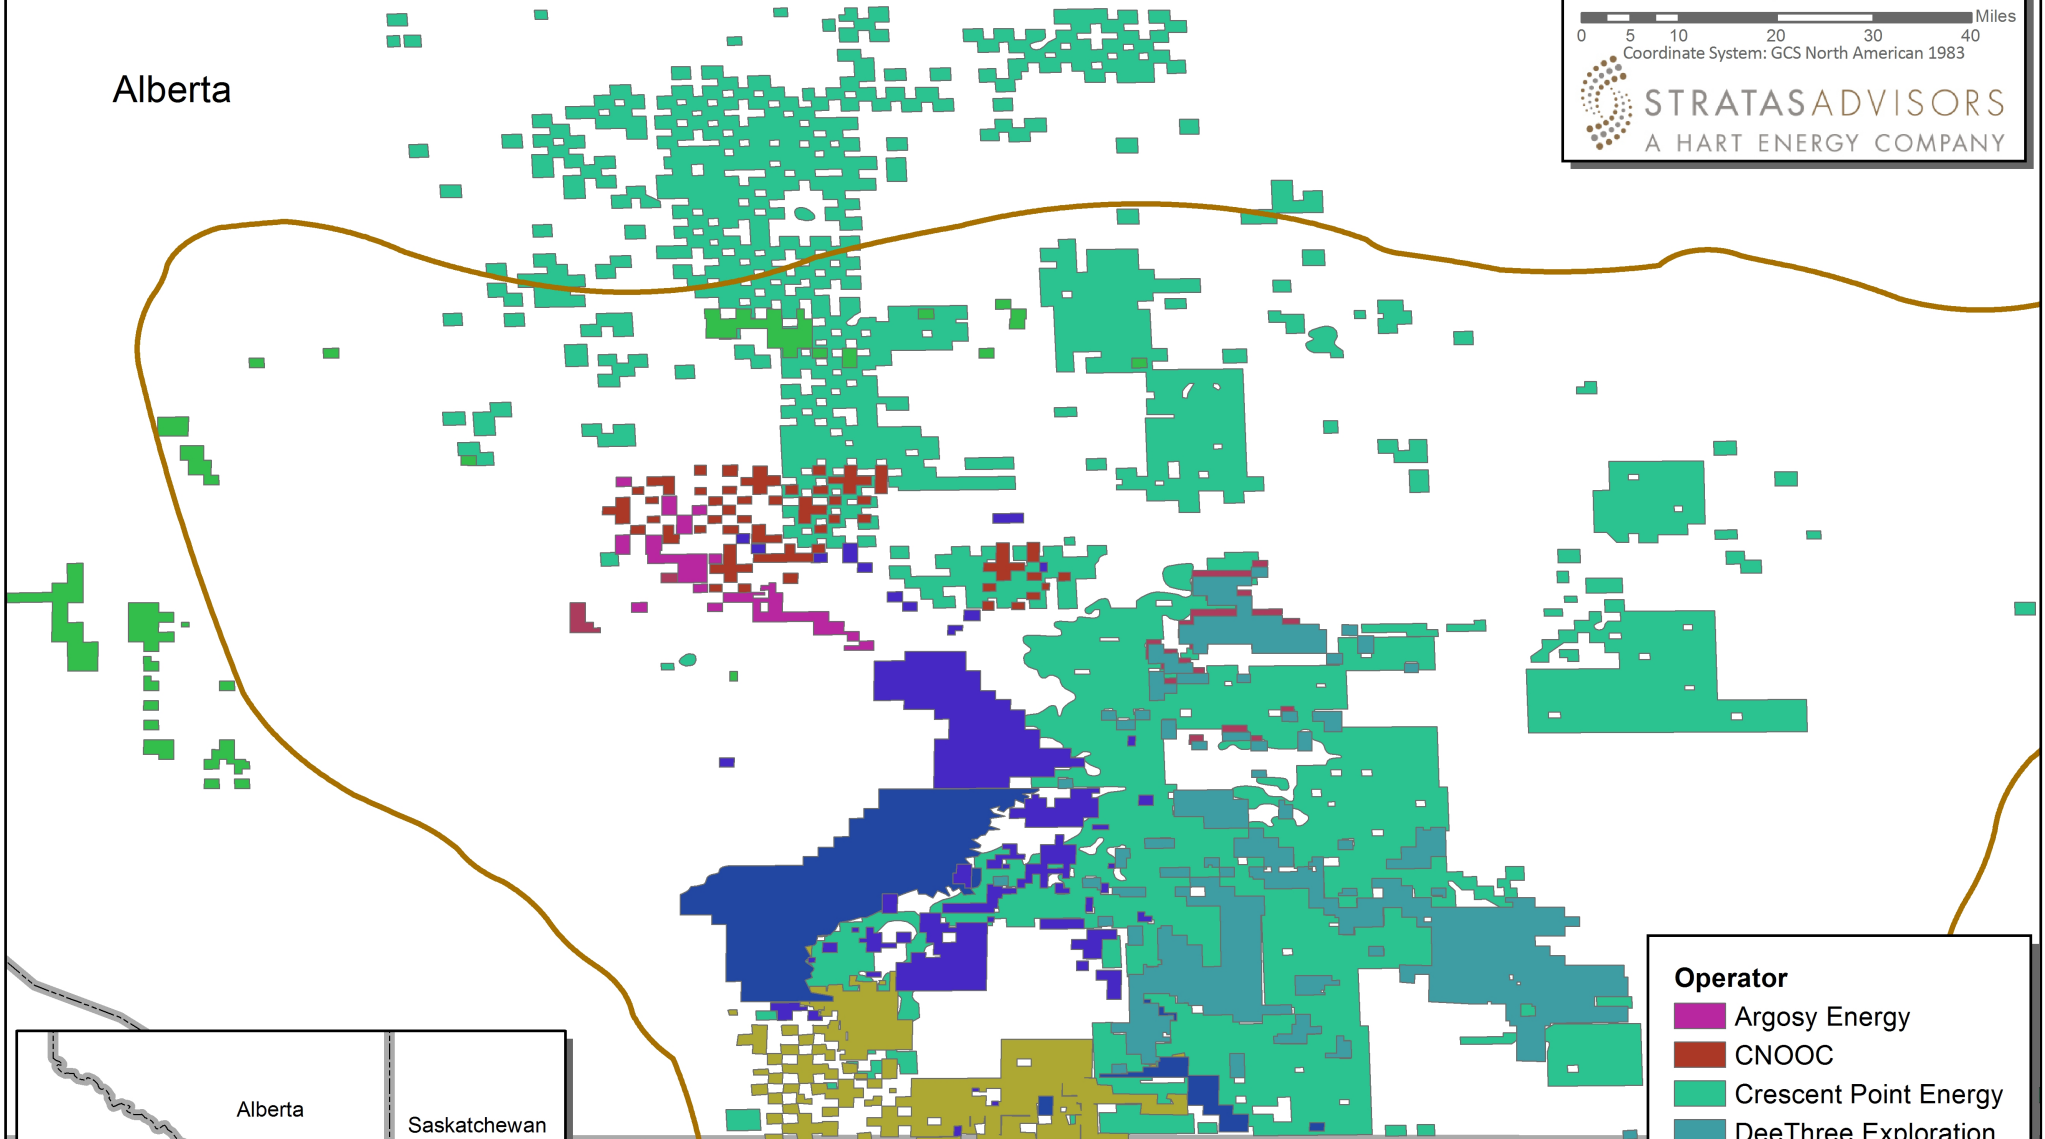 Miles
0 5 10 20 30 40
Coordinate System: GCS North American 1983
Alberta
STRATASADVISORS
A HART ENERGY COMPANY
Operator
Argosy Energy
CNOOC
Crescent Point Energy
DeeThree Exploration
Alberta
Saskatchewan